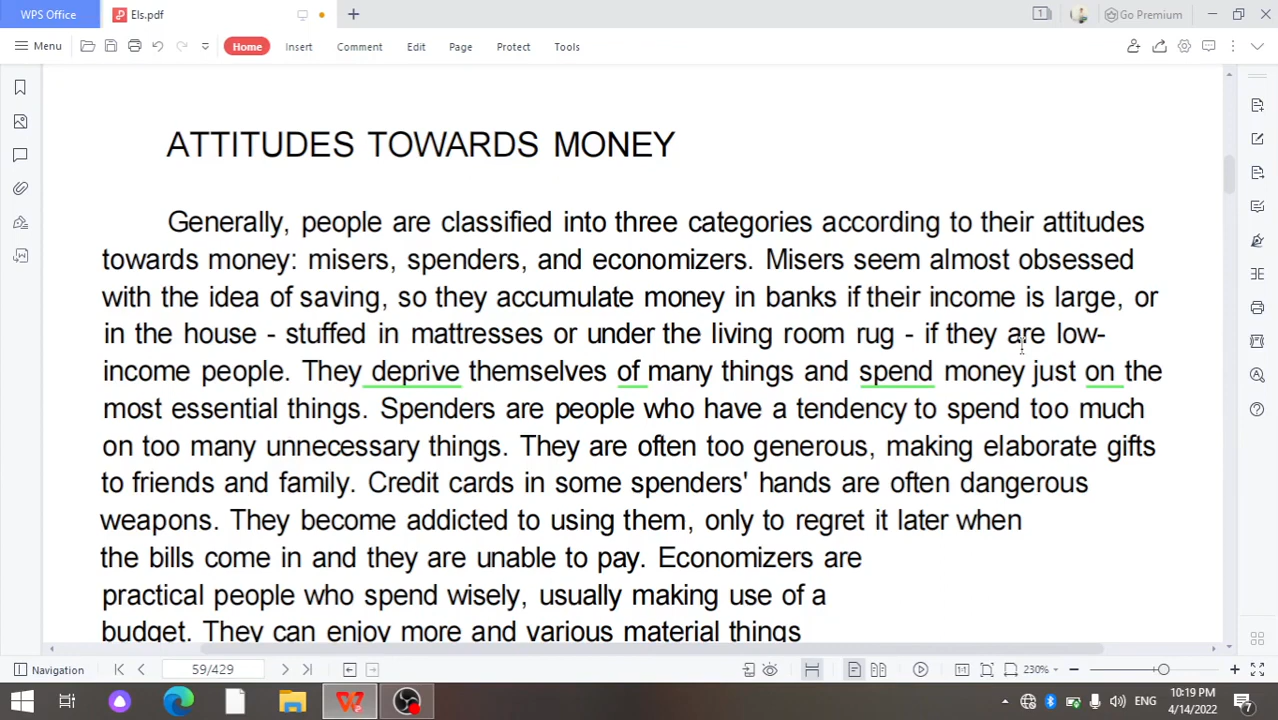 WPS Office
Els.pdf
1
Go Premium
Menu
Home
Insert
Comment
Edit
Page
Protect
Tools
ATTITUDES TOWARDS MONEY
Generally, people are classified into three categories according to their attitudes
towards money: misers, spenders, and economizers. Misers seem almost obsessed
with the idea of saving, so they accumulate money in banks if their income is large, or
in the house - stuffed in mattresses or under the living room rug - if they are low-
income people. They deprive themselves of many things and spend money just on the
most essential things. Spenders are people who have a tendency to spend too much
on too many unnecessary things. They are often too generous, making elaborate gifts
to friends and family. Credit cards in some spenders' hands are often dangerous
weapons. They become addicted to using them, only to regret it later when
the bills come in and they are unable to pay. Economizers are
practical people who spend wisely, usually making use of a
budget. They can enjoy more and various material things
Navigation
59/429
1:1
230%
ENG
10:19 PM
4/14/2022
7